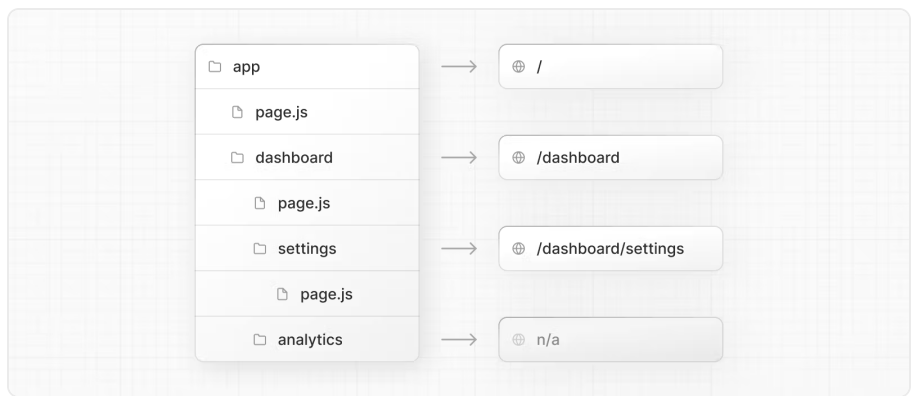 app
/
page.js
dashboard
/dashboard
page.js
settings
/dashboard/settings
page.js
analytics
n/a